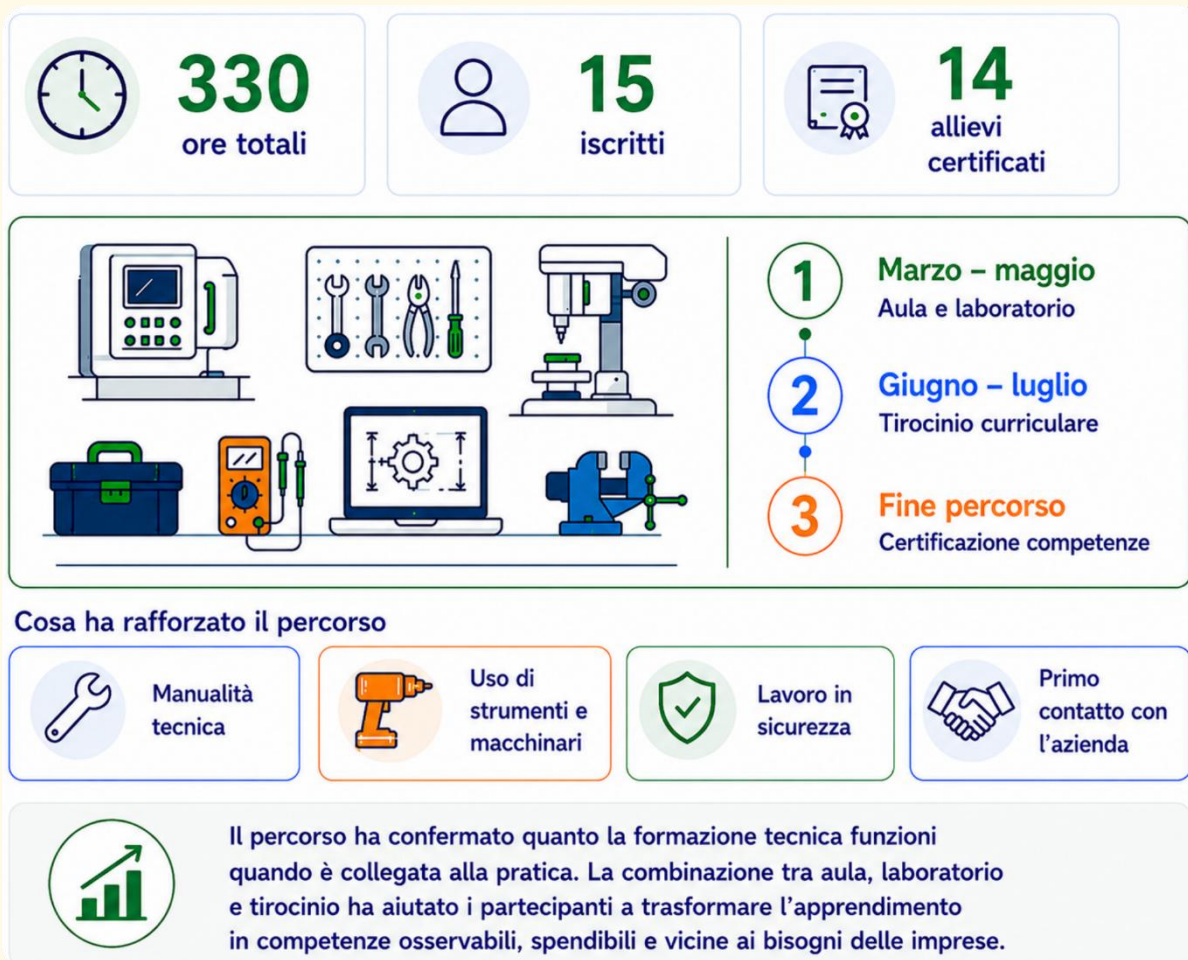 330
ore totali
15
iscritti
14
allievi
certificati
1
Marzo – maggio
Aula e laboratorio
2
Giugno – luglio
Tirocinio curriculare
3
Fine percorso
Certificazione competenze
Cosa ha rafforzato il percorso
Manualità
tecnica
Uso di
strumenti e
macchinari
Lavoro in
sicurezza
Primo
contatto con
l'azienda
Il percorso ha confermato quanto la formazione tecnica funzioni
quando è collegata alla pratica. La combinazione tra aula, laboratorio
e tirocinio ha aiutato i partecipanti a trasformare l'apprendimento
in competenze osservabili, spendibili e vicine ai bisogni delle imprese.